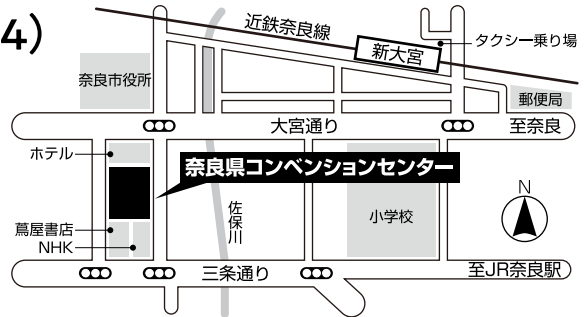 4)
近鉄奈良線
新大宮
タクシー乗り場
奈良市役所
郵便局
大宮通り
至奈良
ホテル
奈良県コンベンションセンター
蔦屋書店
NHK
佐保川
小学校
N
三条通り
至JR奈良駅